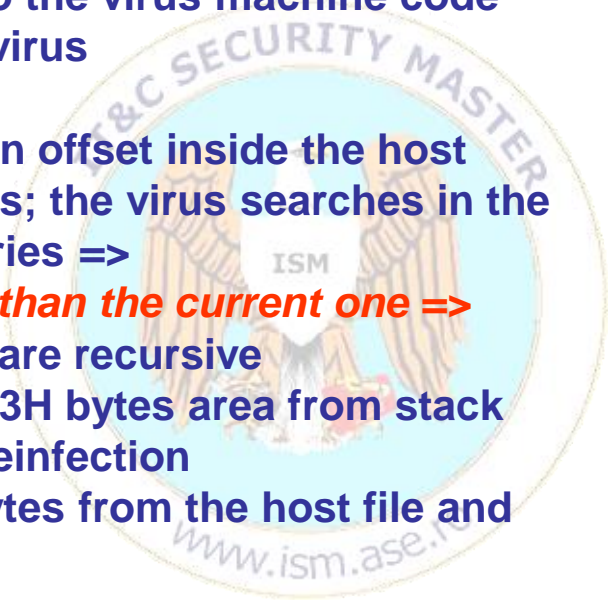 the virus machine code
virus
IT&C SECURITY MASTER
n offset inside the host
s; the virus searches in the
ries =>
ISM
than the current one =>
are recursive
3H bytes area from stack
einfection
tes from the host file and
www.ism.ase.r